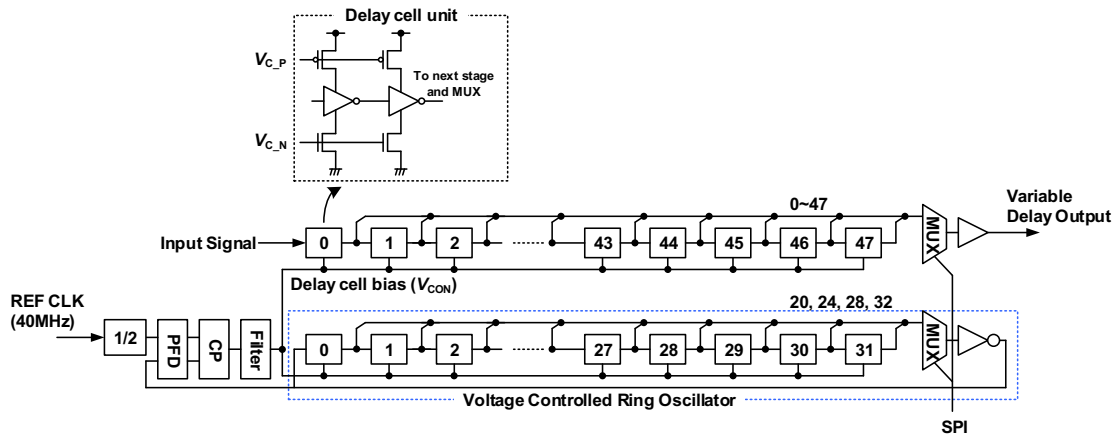 Delay cell unit
V_C_P
To next stage
and MUX
V_C_N
0~47
Variable
Delay Output
Input Signal
0 1 2 ........ 43 44 45 46 47
MUX
Delay cell bias (V_CON)
REF CLK
(40MHz)
20, 24, 28, 32
1/2
PFD
CP
Filter
0 1 2 ........ 27 28 29 30 31
MUX
Voltage Controlled Ring Oscillator
SPI